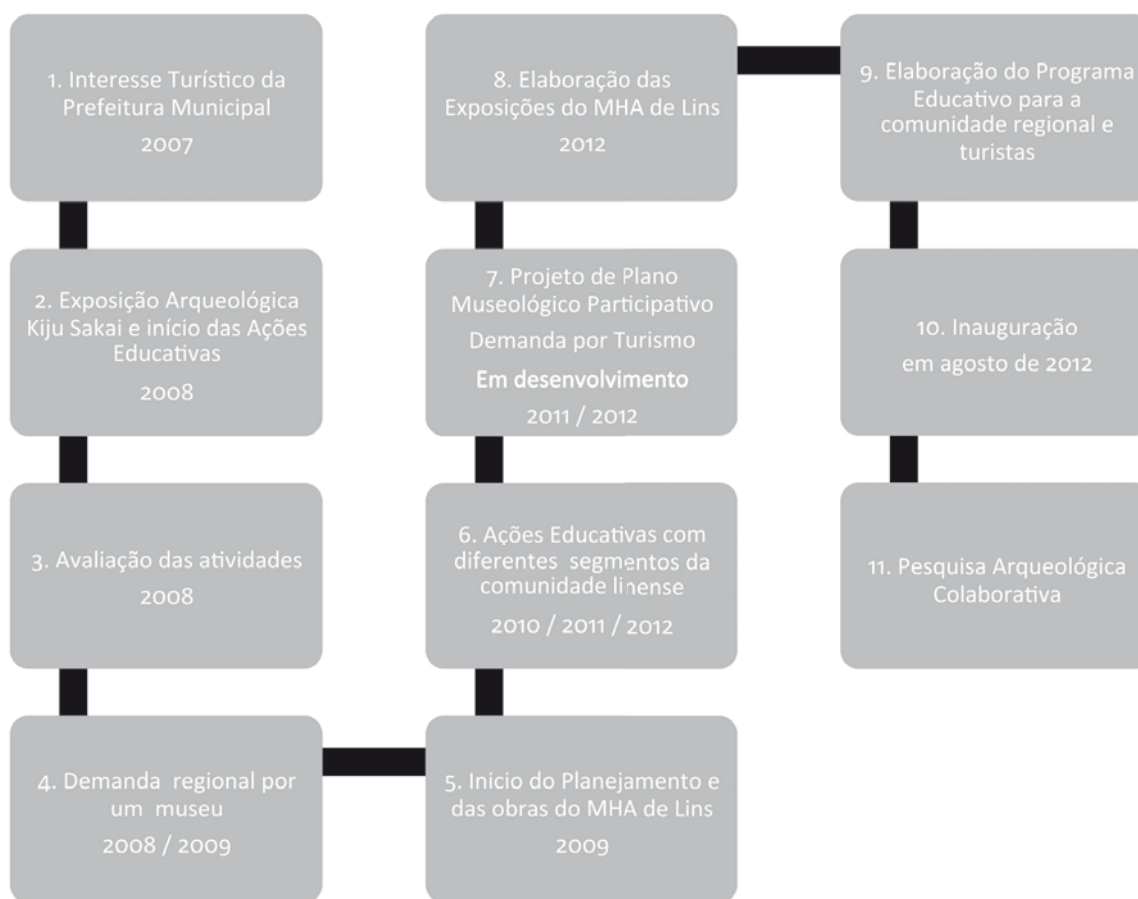 1. Interesse Turístico da
Prefeitura Municipal
2007
2. Exposição Arqueológica
Kiju Sakai e início das Ações
Educativas
2008
3. Avaliação das atividades
2008
4. Demanda regional por
um museu
2008 / 2009
5. Inicio do Planejamento e
das obras do MHA de Lins
2009
6. Ações Educativas com
diferentes segmentos da
comunidade linense
2010 / 2011 / 2012
7. Projeto de Plano
Museológico Participativo
Demanda por Turismo
Em desenvolvimento
2011 / 2012
8. Elaboração das
Exposições do MHA de Lins
2012
9. Elaboração do Programa
Educativo para a
comunidade regional e
turistas
10. Inauguração
em agosto de 2012
11. Pesquisa Arqueológica
Colaborativa